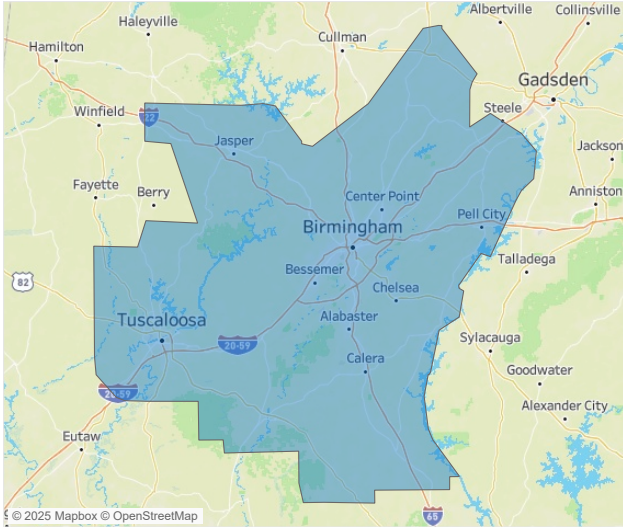 Albertville
Collinsville
Haleyville
Cullman
Hamilton
Gadsden
Steele
Winfield
22
Jasper
Jackson
Fayette
Berry
Center Point
Anniston
Pell City
Birmingham
Talladega
Bessemer
82
Chelsea
Tuscaloosa
Alabaster
20-59
Sylacauga
Calera
Goodwater
20-59
Alexander City
Eutaw
65
© 2025 Mapbox © OpenStreetMap